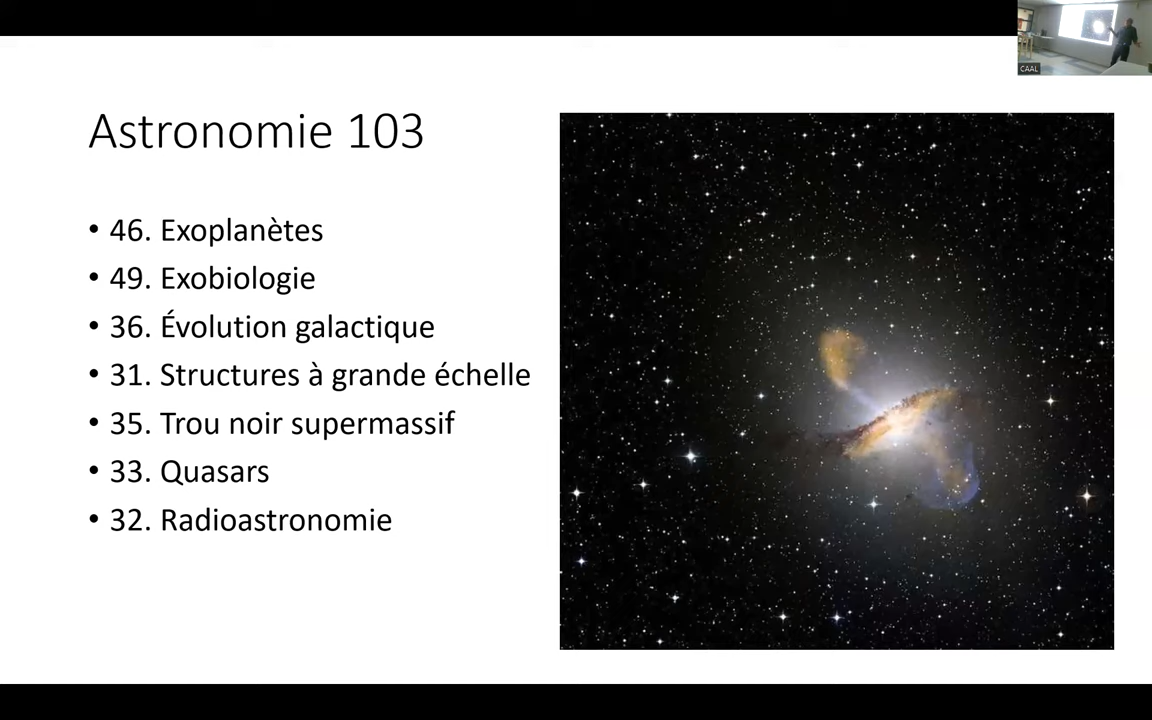 CAAL
Astronomie 103
• 46. Exoplanètes
• 49. Exobiologie
• 36. Évolution galactique
• 31. Structures à grande échelle
• 35. Trou noir supermassif
• 33. Quasars
• 32. Radioastronomie